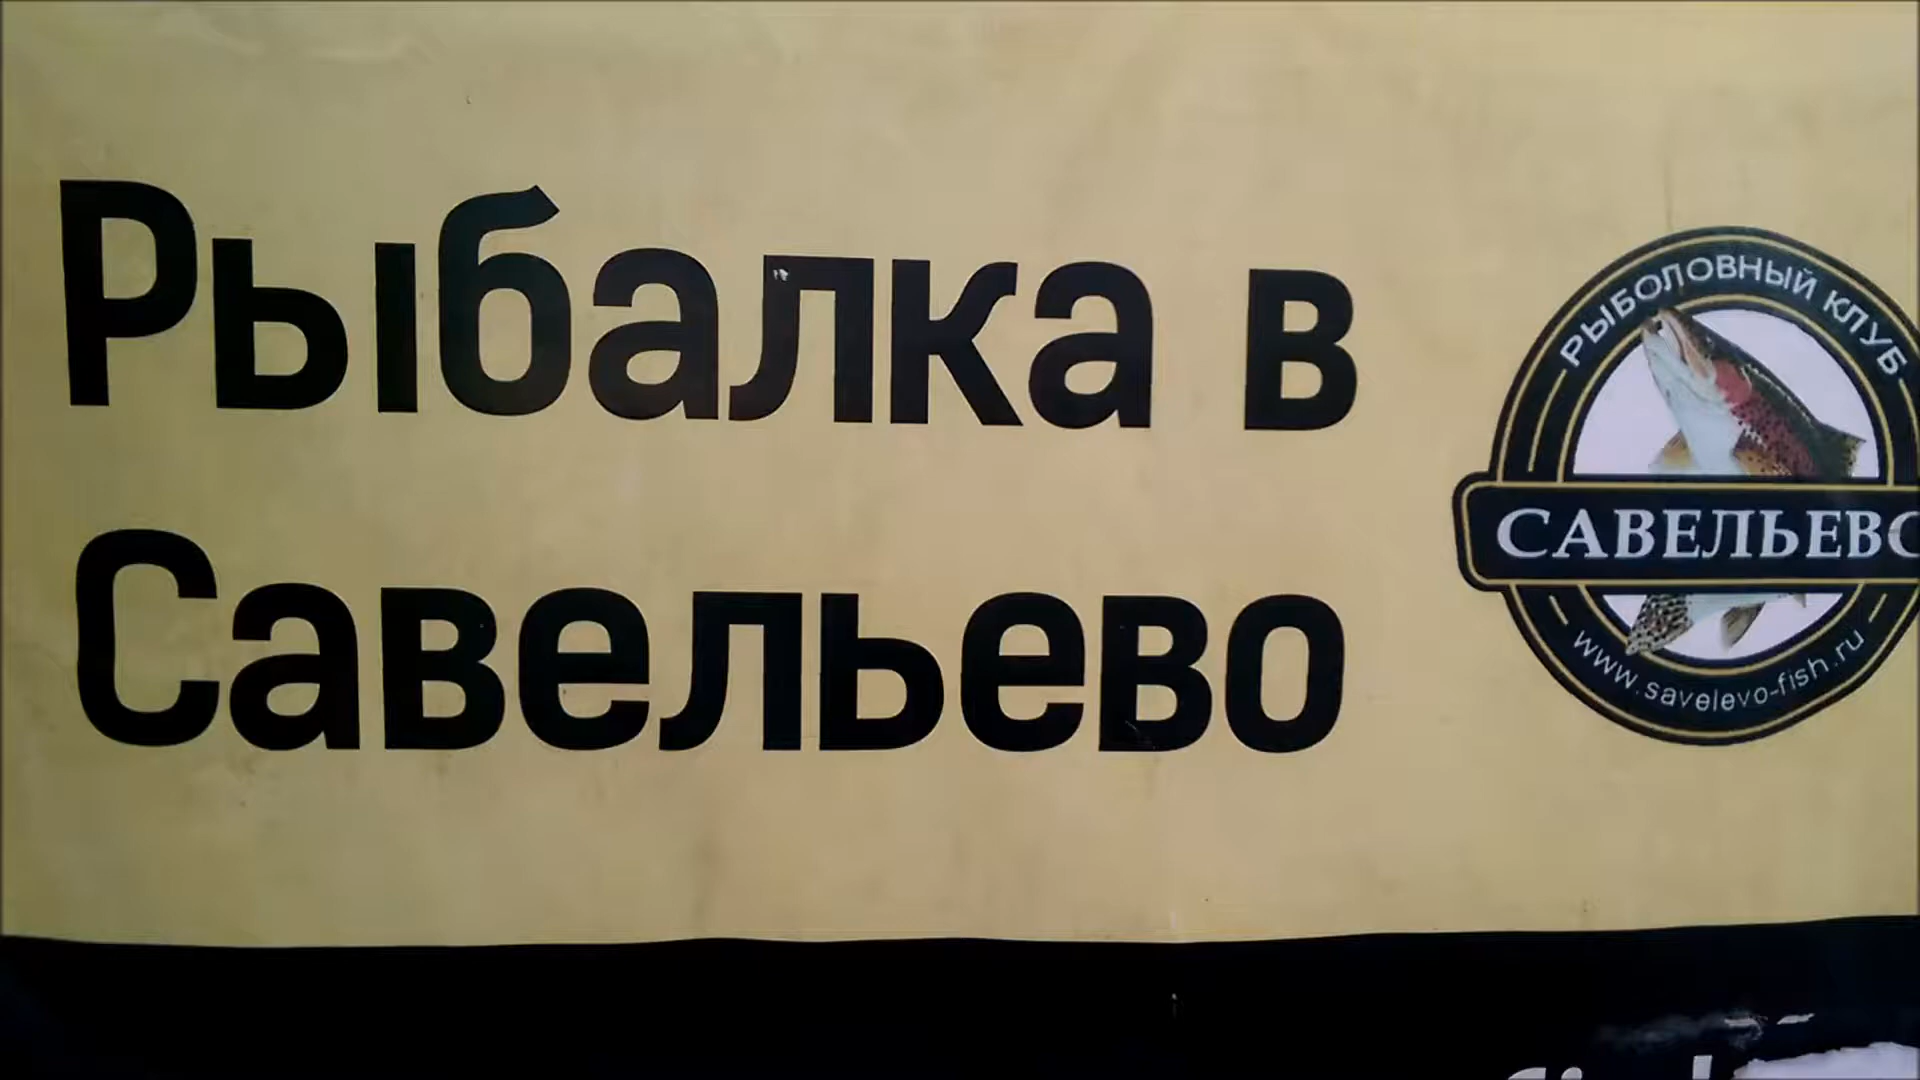 Рыбалка в
Савельево
РЫБОЛОВНЫЙ КЛУБ
САВЕЛЬЕВО
www.savelevo-fish.ru